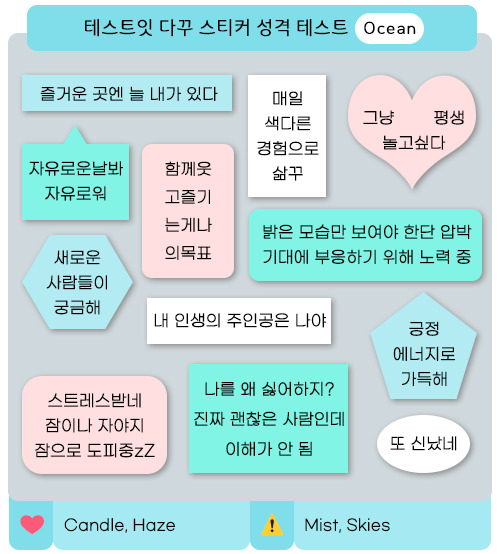 테스트잇 다꾸 스티커 성격 테스트 Ocean
즐거운 곳엔 늘 내가 있다
매일
색다른
경험으로
삶꾸
그냥 평생
놀고싶다
자유로운날봐
자유로워
함께웃
고즐기
는게나
의목표
밝은 모습만 보여야 한단 압박
기대에 부응하기 위해 노력 중
새로운
사람들이
궁금해
내 인생의 주인공은 나야
긍정
에너지로
가득해
스트레스받네
잠이나 자야지
잠으로 도피중zZ
나를 왜 싫어하지?
진짜 괜찮은 사람인데
이해가 안 됨
또 신났네
Candle, Haze
Mist, Skies